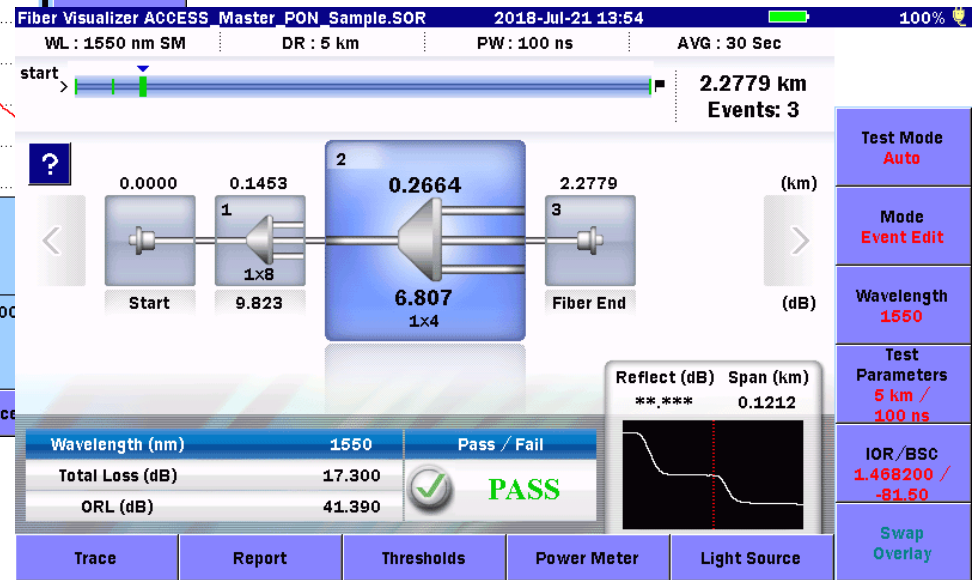 Fiber Visualizer ACCESS_Master_PON_Sample.SOR 2018-Jul-21 13:54 100%
WL : 1550 nm SM DR : 5 km PW : 100 ns AVG : 30 Sec
start
>
2.2779 km
Events: 3
?
0.0000 0.1453 2 0.2664 2.2779 (km)
1 3
1×8
Start 9.823 6.807 Fiber End (dB)
1×4
Reflect (dB) Span (km)
**.*** 0.1212
Wavelength (nm) 1550 Pass / Fail
Total Loss (dB) 17.300
PASS
ORL (dB) 41.390
Test Mode
Auto
Mode
Event Edit
Wavelength
1550
Test
Parameters
5 km /
100 ns
IOR/BSC
1.468200 /
-81.50
Swap
Overlay
Trace Report Thresholds Power Meter Light Source